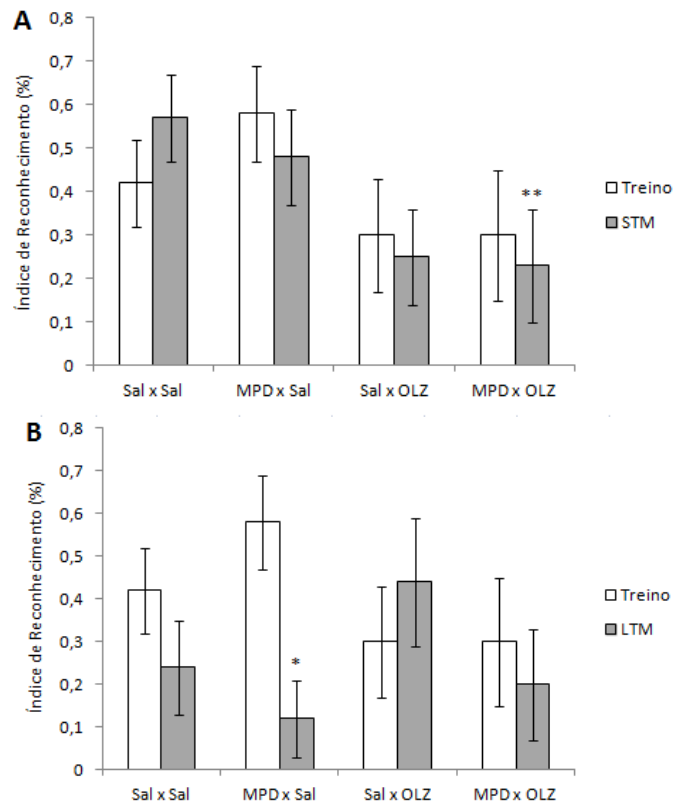 A
Índice de Reconhecimento (%)
0,8
0,7
0,6
0,5
0,4
0,3
0,2
0,1
0
**
Sal x Sal MPD x Sal Sal x OLZ MPD x OLZ
Treino
STM
B
Índice de Reconhecimento (%)
0,8
0,7
0,6
0,5
0,4
0,3
0,2
0,1
0
*
Sal x Sal MPD x Sal Sal x OLZ MPD x OLZ
Treino
LTM